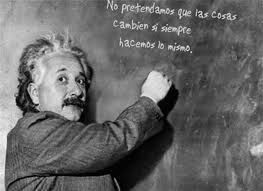 No pretendamos que las cosas
cambien si siempre
hacemos lo mismo.